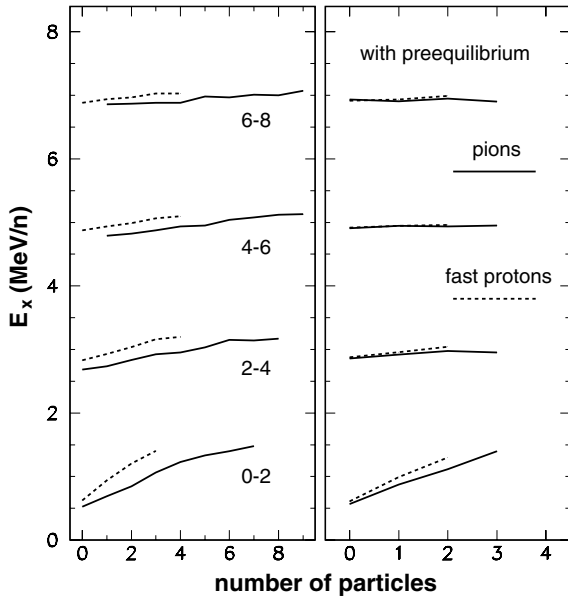 with preequilibrium
pions
fast protons
6-8
4-6
2-4
0-2
8
6
4
2
0
E_x (MeV/n)
0 2 4 6 8
0 1 2 3 4
number of particles